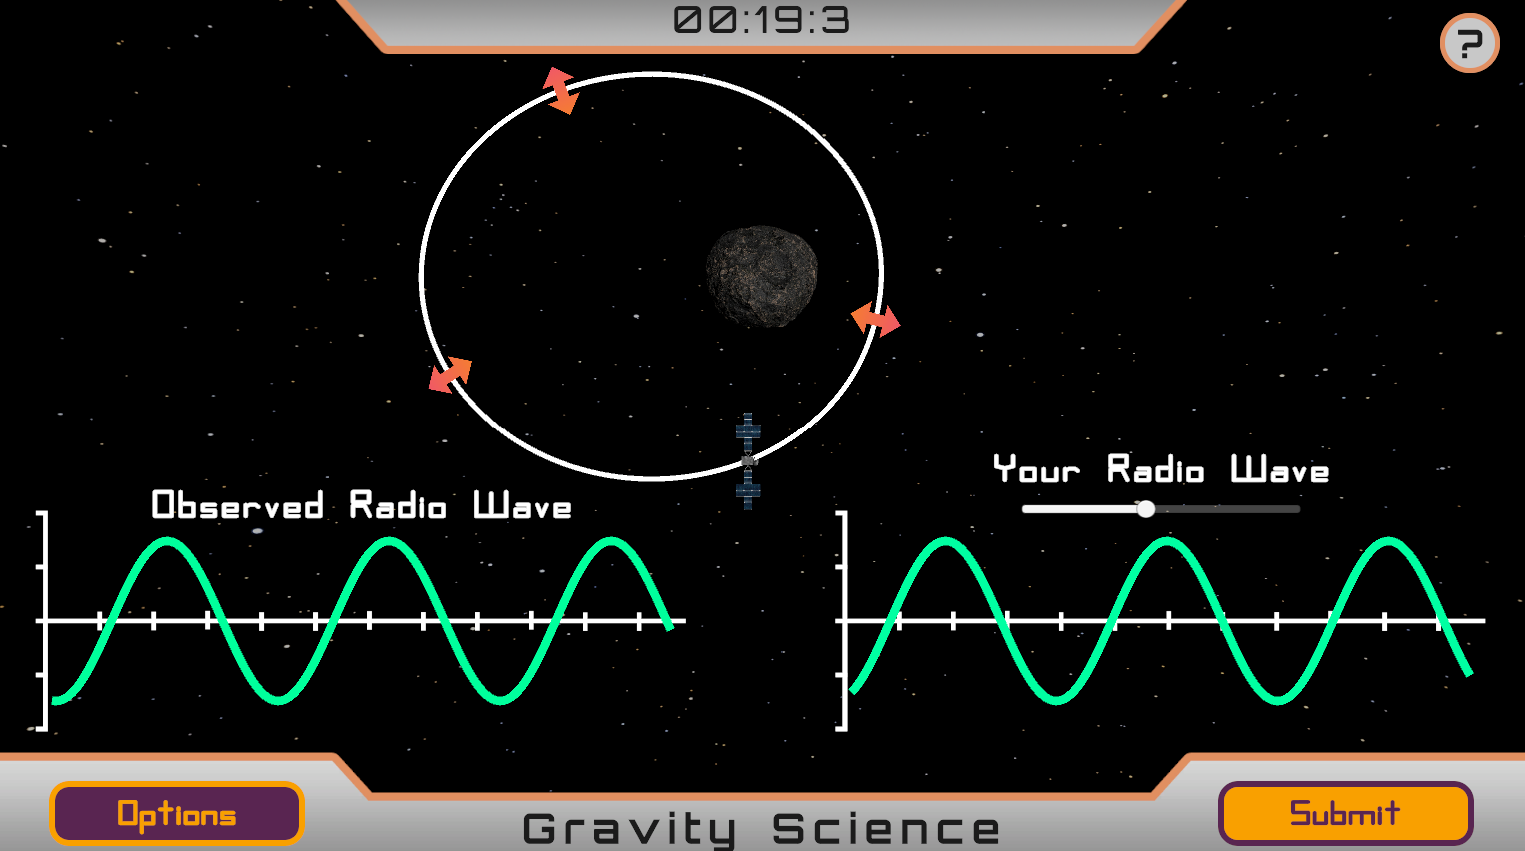 00:19:3
?
Observed Radio Wave
Your Radio Wave
Options
Gravity Science
Submit